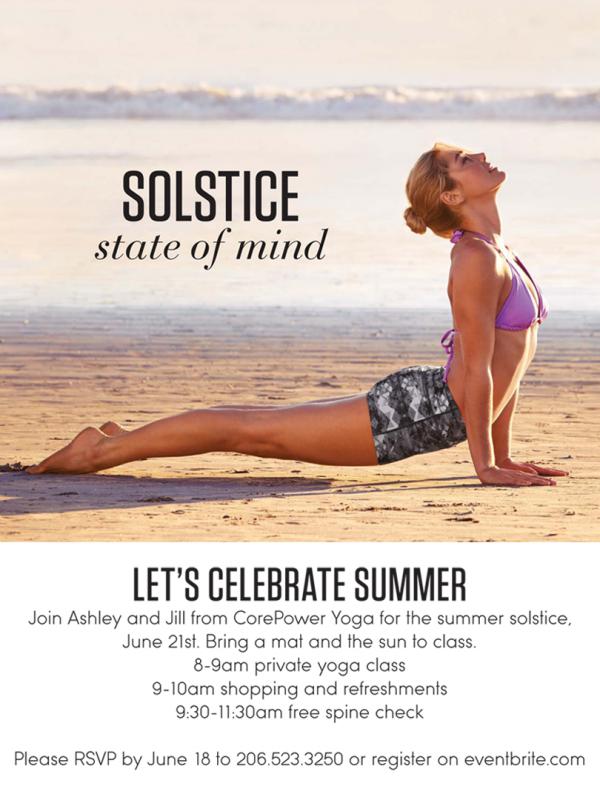 SOLSTICE
state of mind
LET'S CELEBRATE SUMMER
Join Ashley and Jill from CorePower Yoga for the summer solstice,
June 21st. Bring a mat and the sun to class.
8-9am private yoga class
9-10am shopping and refreshments
9:30-11:30am free spine check
Please RSVP by June 18 to 206.523.3250 or register on eventbrite.com